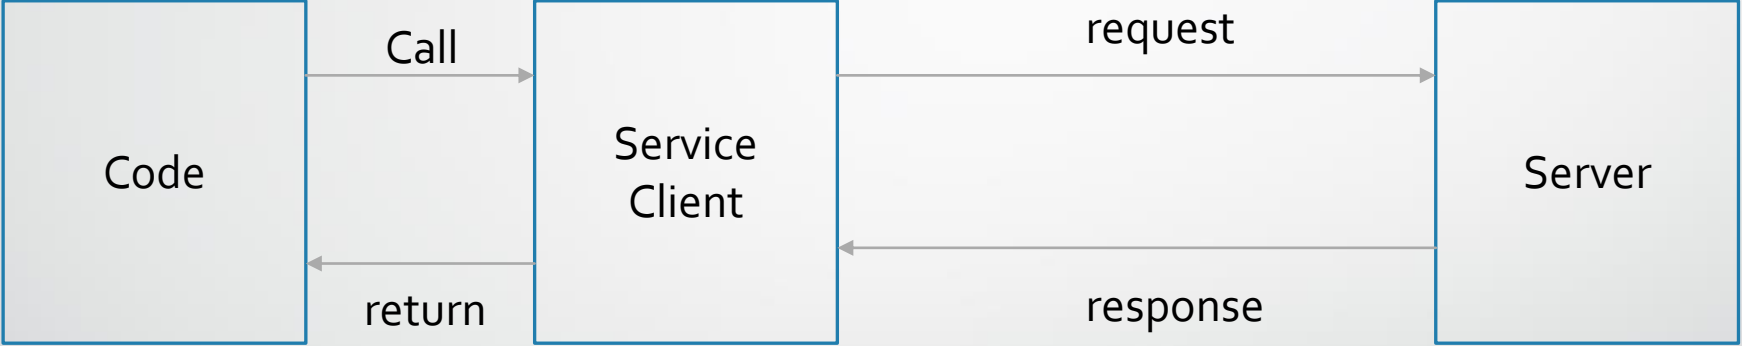 Call
request
Code
Service
Client
Server
return
response